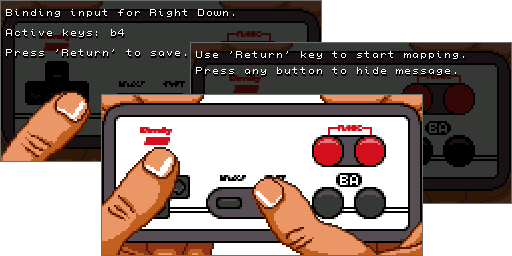 Binding input for Right Down.
Active keys: b4
Press 'Return' to save.
Use 'Return' key to start mapping.
Press any button to hide message.
TURBO
BA